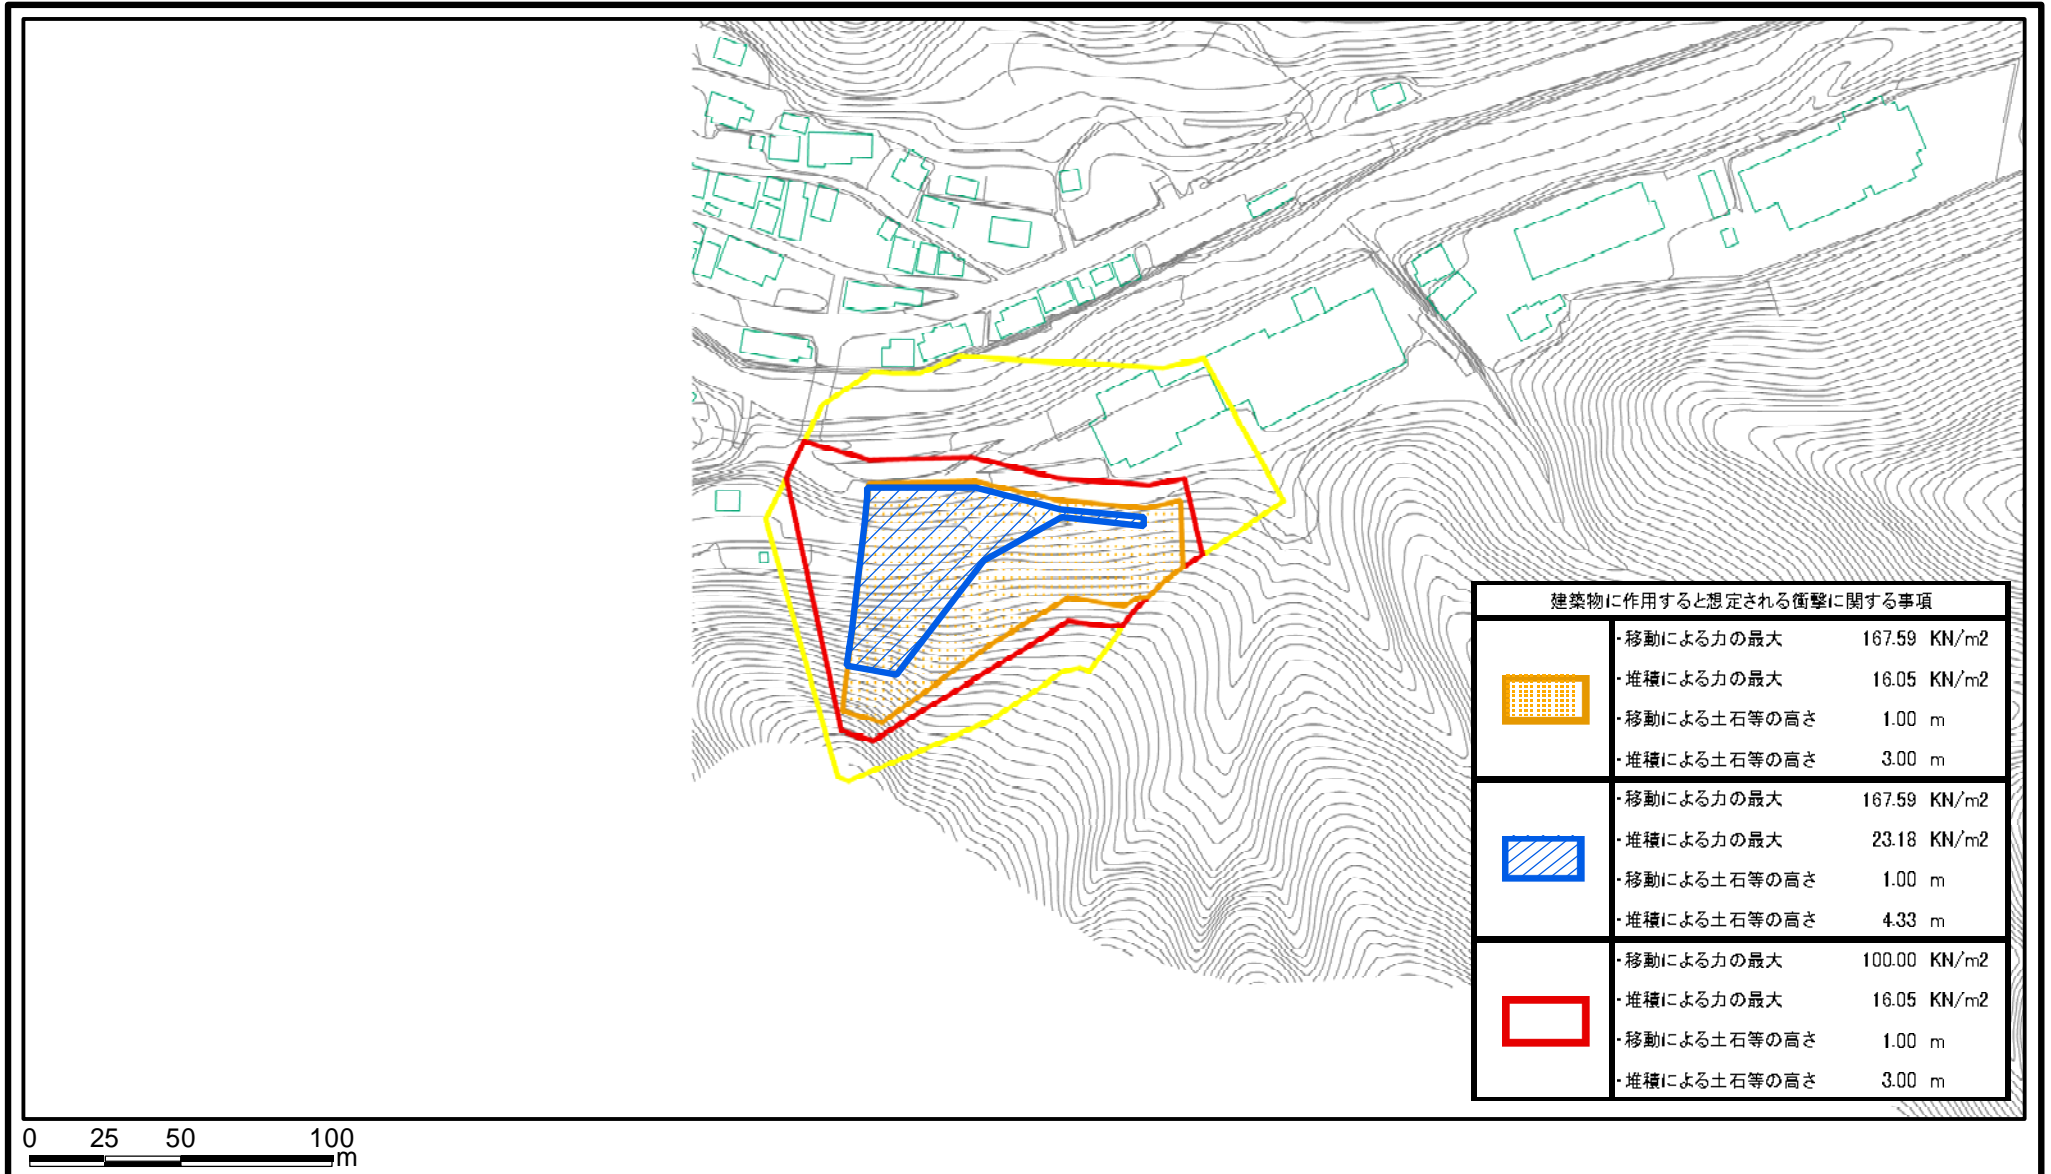 建築物に作用すると想定される衝撃に関する事項
・移動による力の最大 167.59 KN/m2
・堆積による力の最大 16.05 KN/m2
・移動による土石等の高さ 1.00 m
・堆積による土石等の高さ 3.00 m
・移動による力の最大 167.59 KN/m2
・堆積による力の最大 23.18 KN/m2
・移動による土石等の高さ 1.00 m
・堆積による土石等の高さ 4.33 m
・移動による力の最大 100.00 KN/m2
・堆積による力の最大 16.05 KN/m2
・移動による土石等の高さ 1.00 m
・堆積による土石等の高さ 3.00 m
0 25 50 100
m